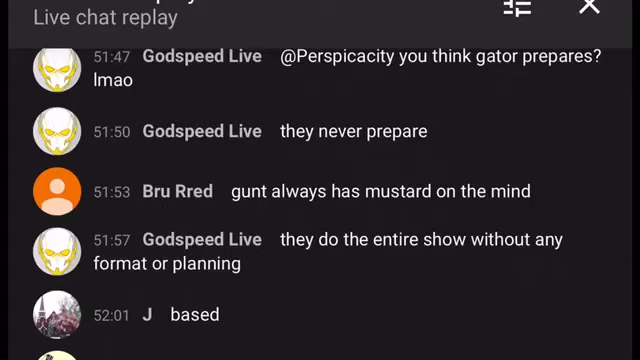 Live chat replay
51:47 Godspeed Live @Perspicacity you think gator prepares?
lmao
51:50 Godspeed Live they never prepare
51:53 Bru Rred gunt always has mustard on the mind
51:57 Godspeed Live they do the entire show without any
format or planning
52:01 J based